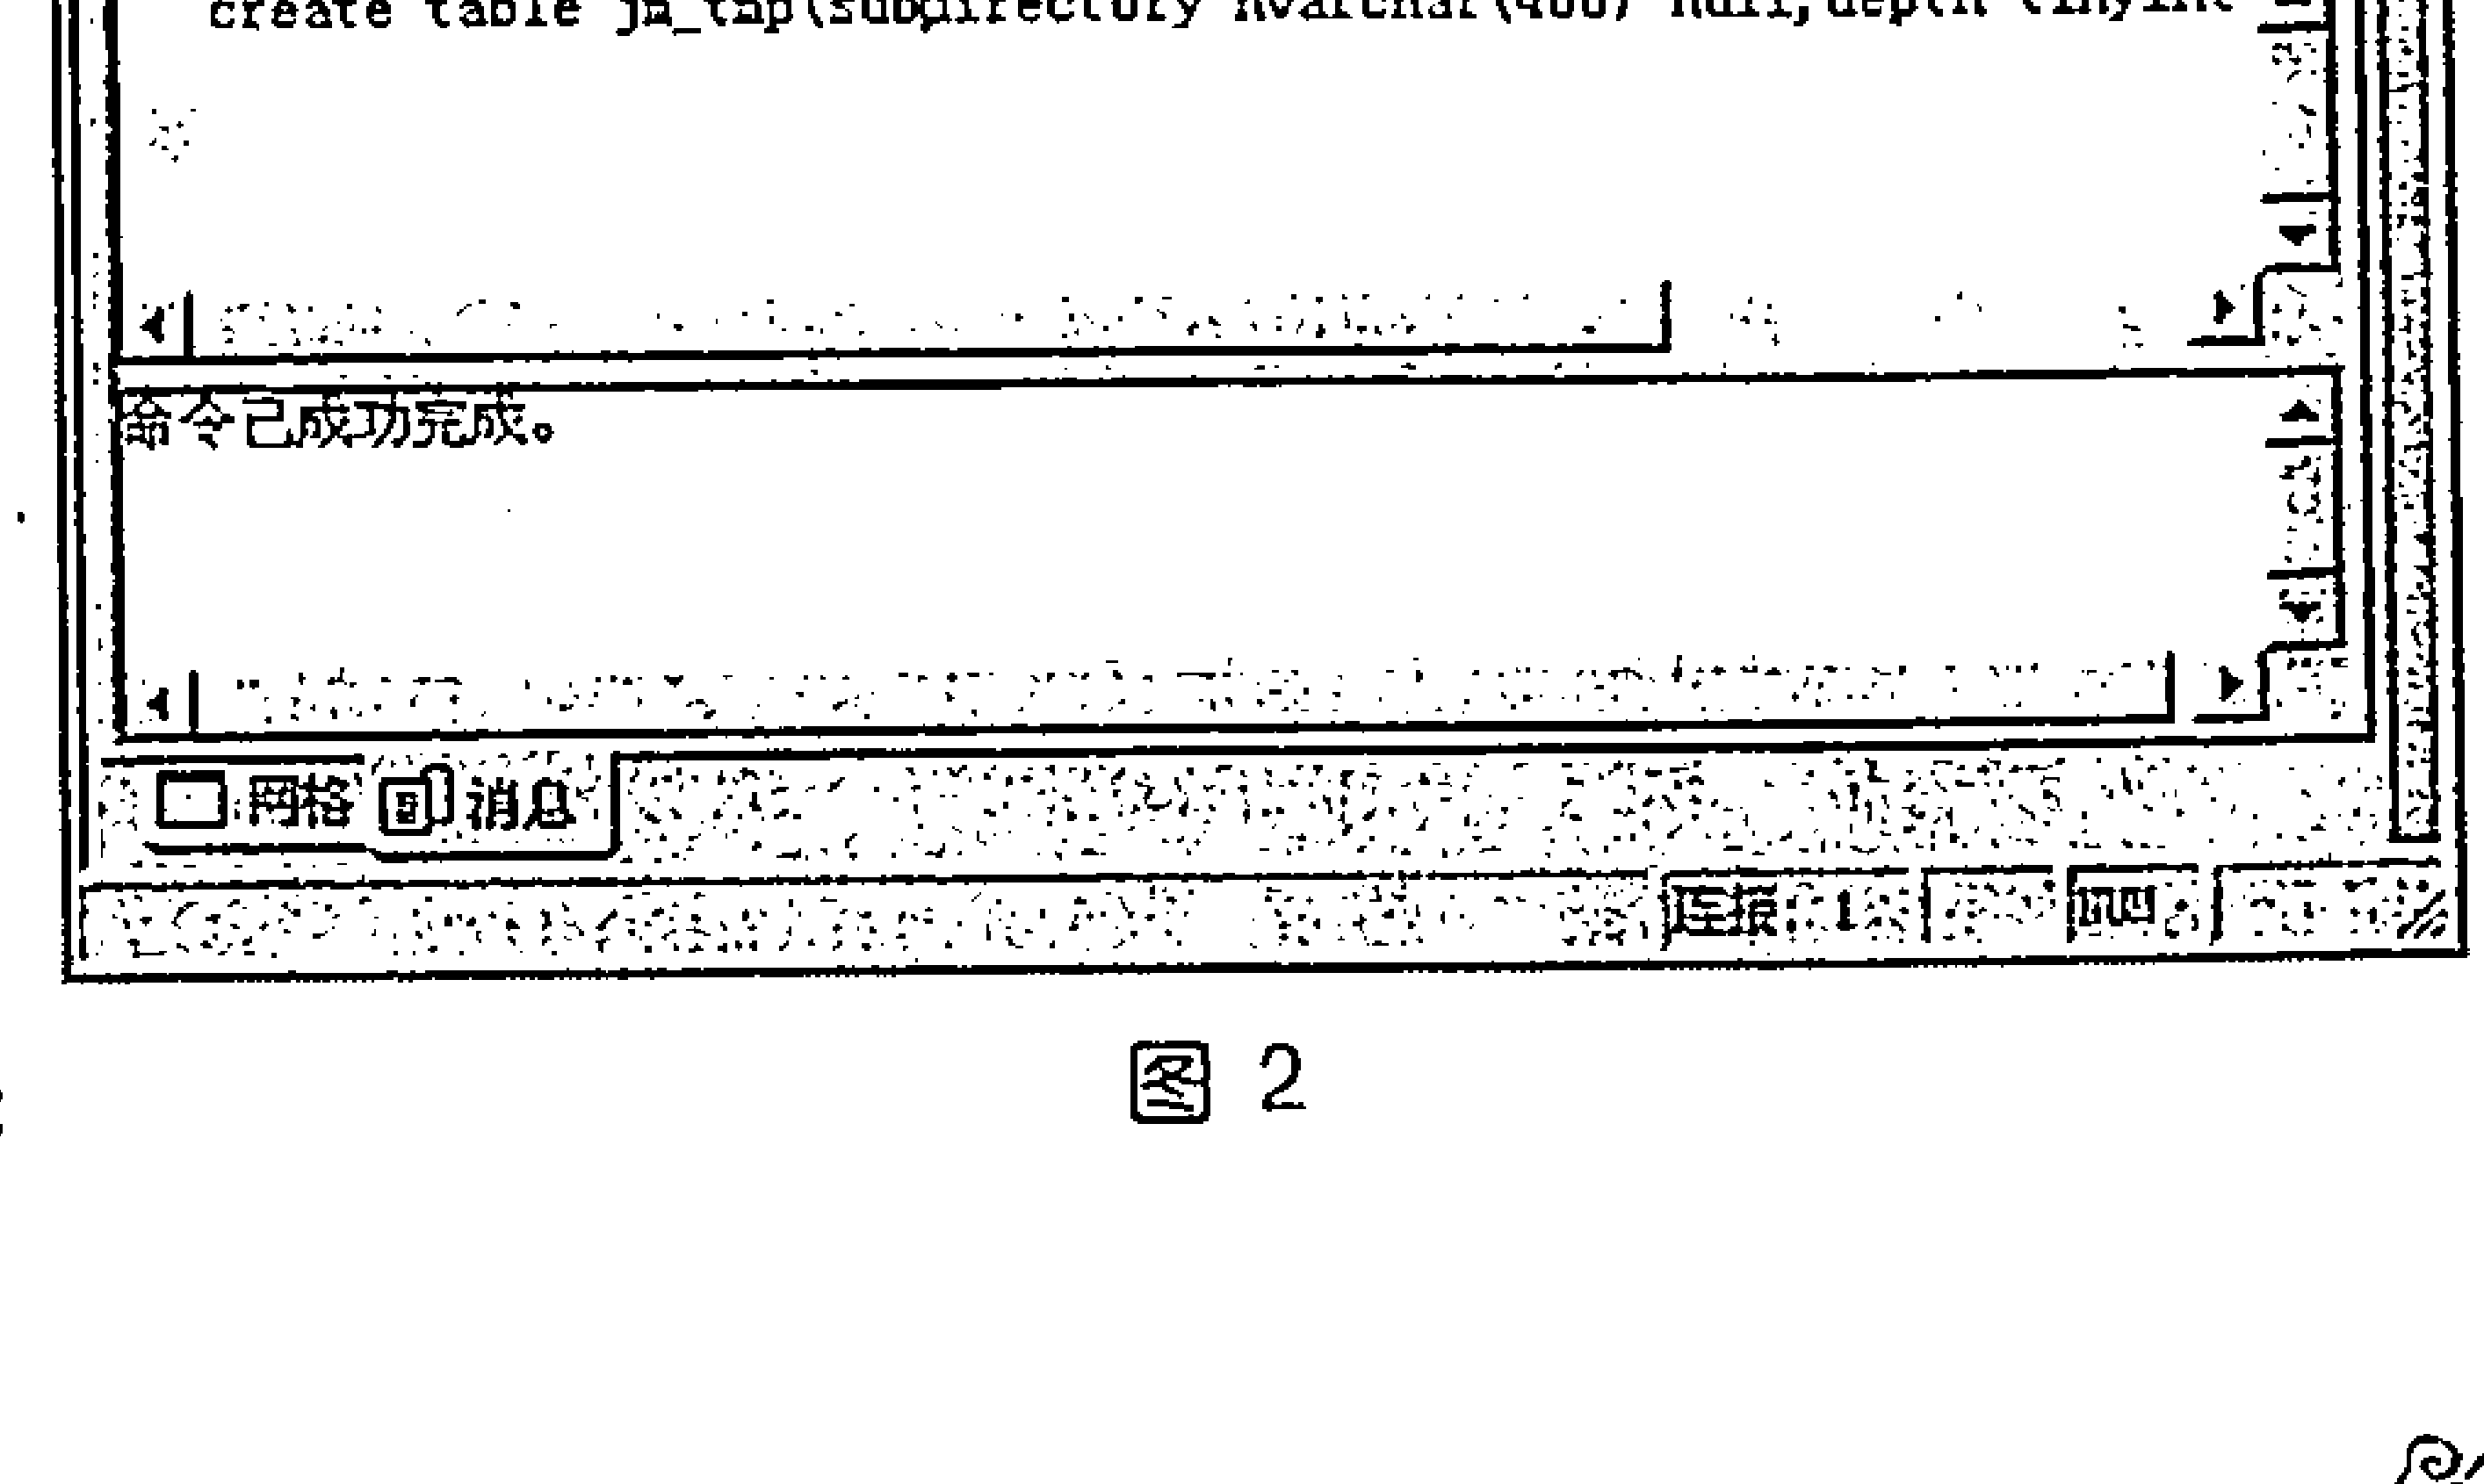 create table jm_tmp(subdirectory nvarchar(400) null,depth tinyint
命令已成功完成。
网格 消息
连接: 1
图 2